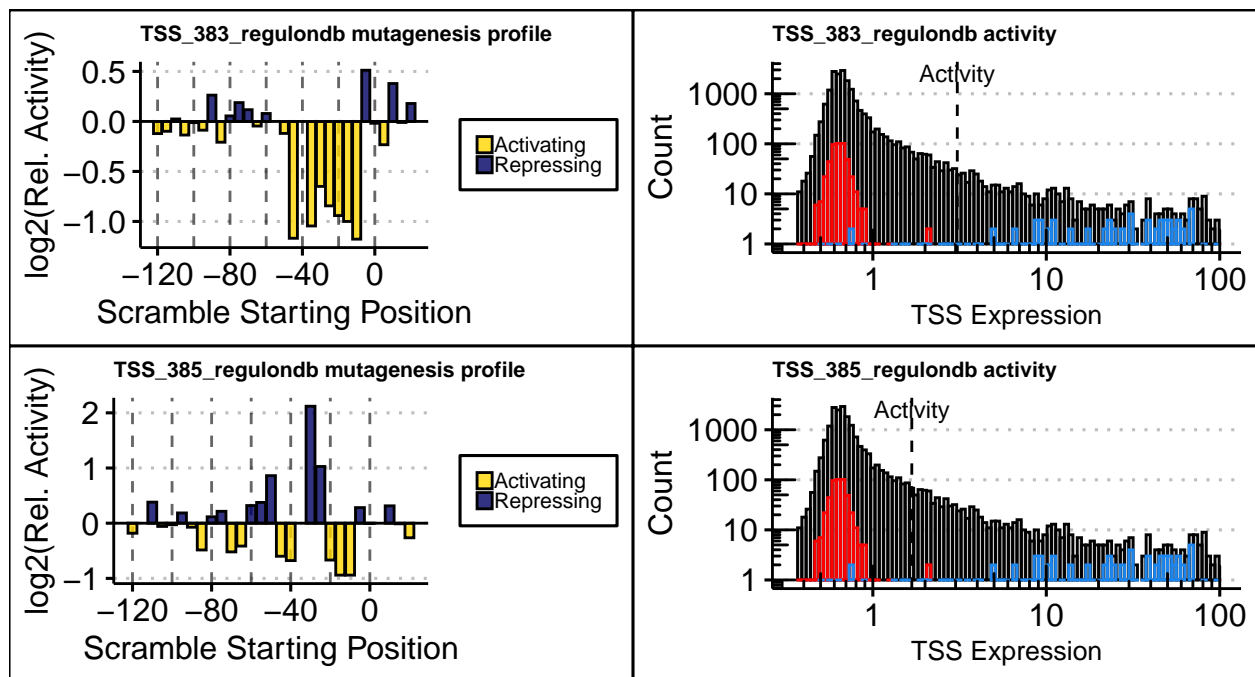 TSS_383_regulondb mutagenesis profile
log2(Rel. Activity)
0.5
0.0
−0.5
−1.0
−120 −80 −40 0
Scramble Starting Position
Activating
Repressing
TSS_383_regulondb activity
Activity
Count
1000
100
10
1
1 10 100
TSS Expression
TSS_385_regulondb mutagenesis profile
log2(Rel. Activity)
2
1
0
−1
−120 −80 −40 0
Scramble Starting Position
Activating
Repressing
TSS_385_regulondb activity
Activity
Count
1000
100
10
1
1 10 100
TSS Expression